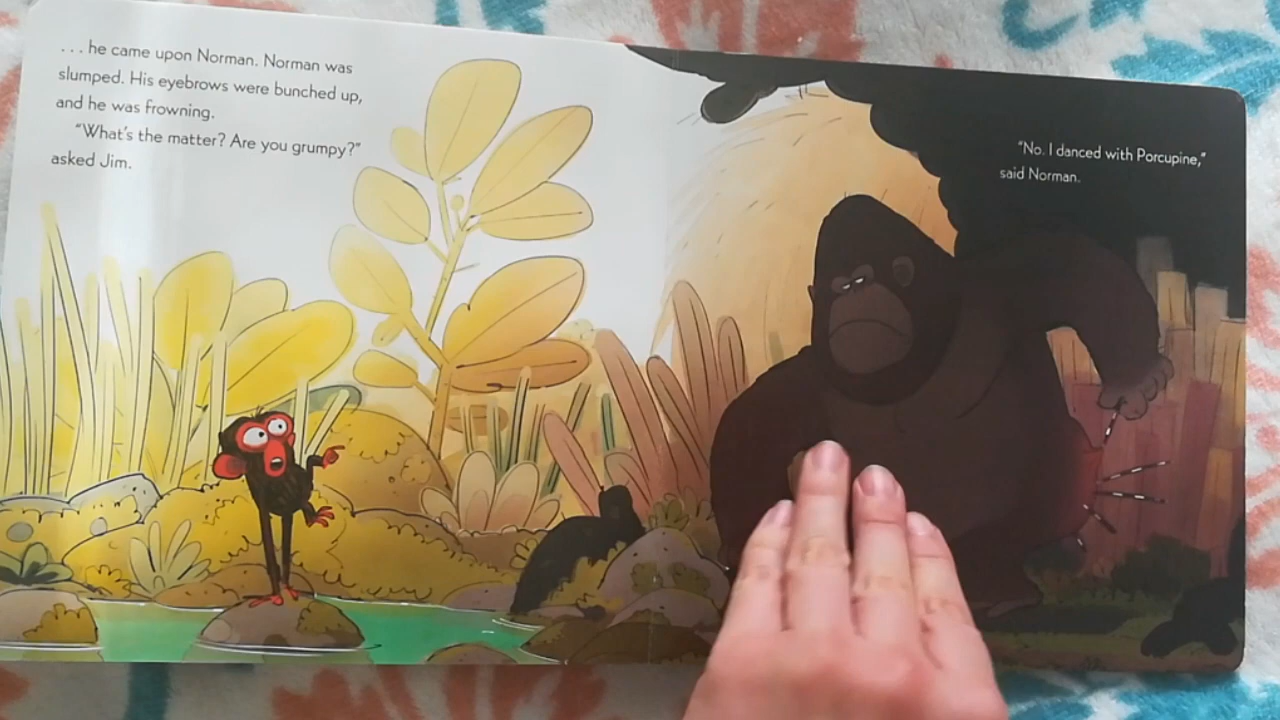 . . . he came upon Norman. Norman was
slumped. His eyebrows were bunched up,
and he was frowning.
"What's the matter? Are you grumpy?"
asked Jim.
"No. I danced with Porcupine,"
said Norman.